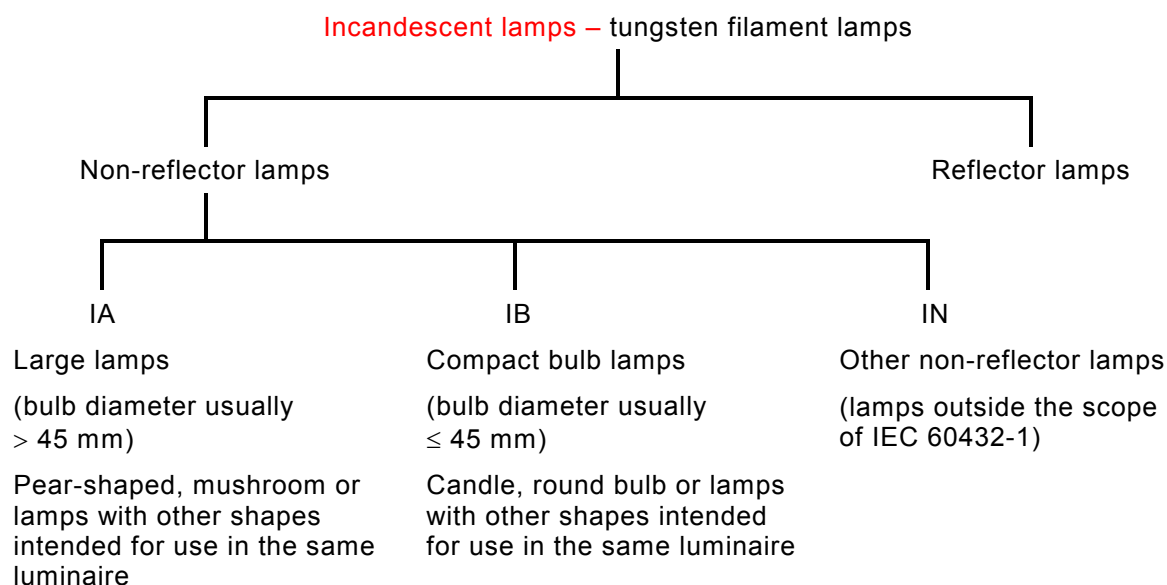 Incandescent lamps – tungsten filament lamps
Non-reflector lamps
Reflector lamps
IA
Large lamps
(bulb diameter usually
> 45 mm)
Pear-shaped, mushroom or
lamps with other shapes
intended for use in the same
luminaire
IB
Compact bulb lamps
(bulb diameter usually
≤ 45 mm)
Candle, round bulb or lamps
with other shapes intended
for use in the same luminaire
IN
Other non-reflector lamps
(lamps outside the scope
of IEC 60432-1)